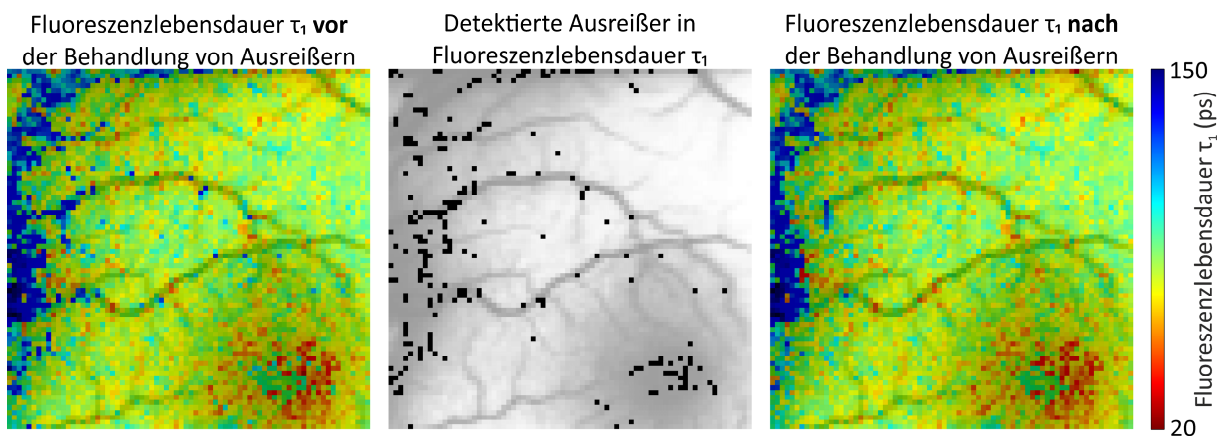 Fluoreszenzlebensdauer τ₁ vor
der Behandlung von Ausreißern
Detektierte Ausreißer in
Fluoreszenzlebensdauer τ₁
Fluoreszenzlebensdauer τ₁ nach
der Behandlung von Ausreißern
150
Fluoreszenzlebensdauer τ₁ (ps)
20